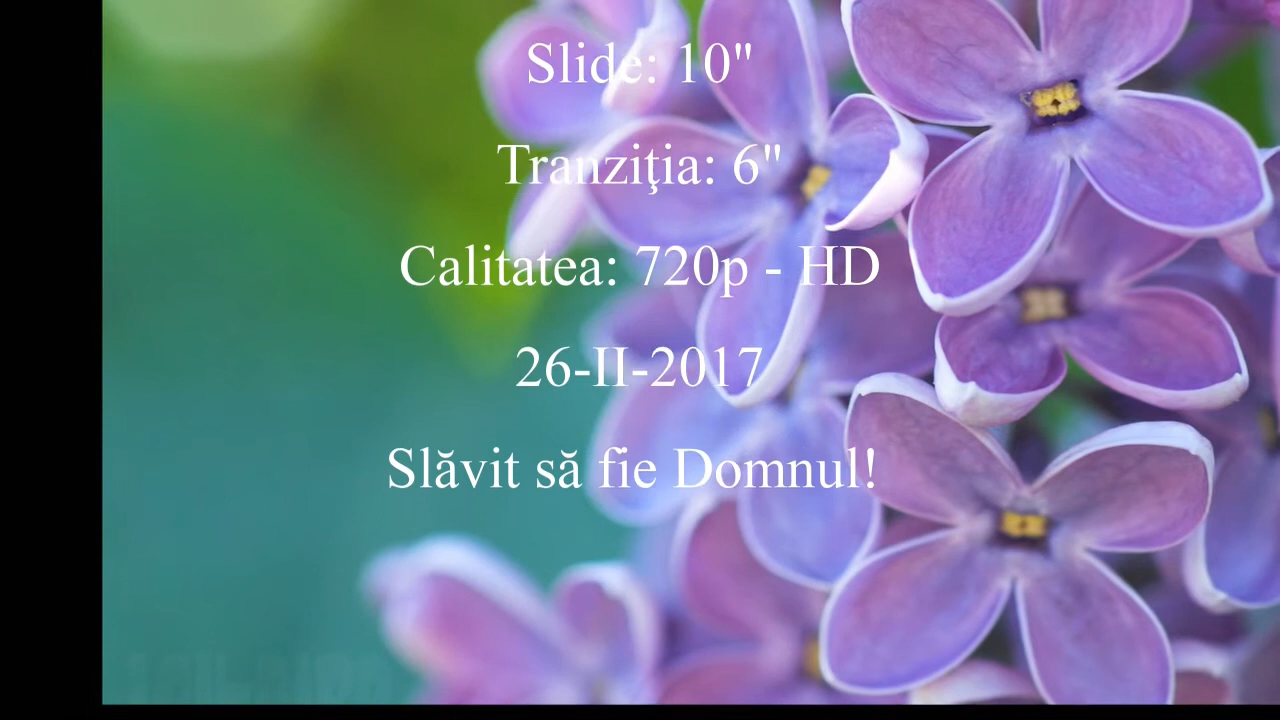 Slide: 10"
Tranziţia: 6"
Calitatea: 720p - HD
26-II-2017
Slăvit să fie Domnul!